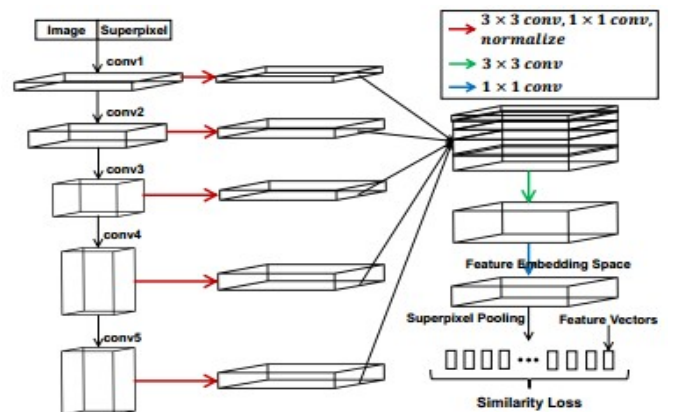 Image Superpixel
conv1
conv2
conv3
conv4
conv5
3 × 3 conv, 1 × 1 conv,
normalize
3 × 3 conv
1 × 1 conv
Feature Embedding Space
Superpixel Pooling
Feature Vectors
•••
Similarity Loss